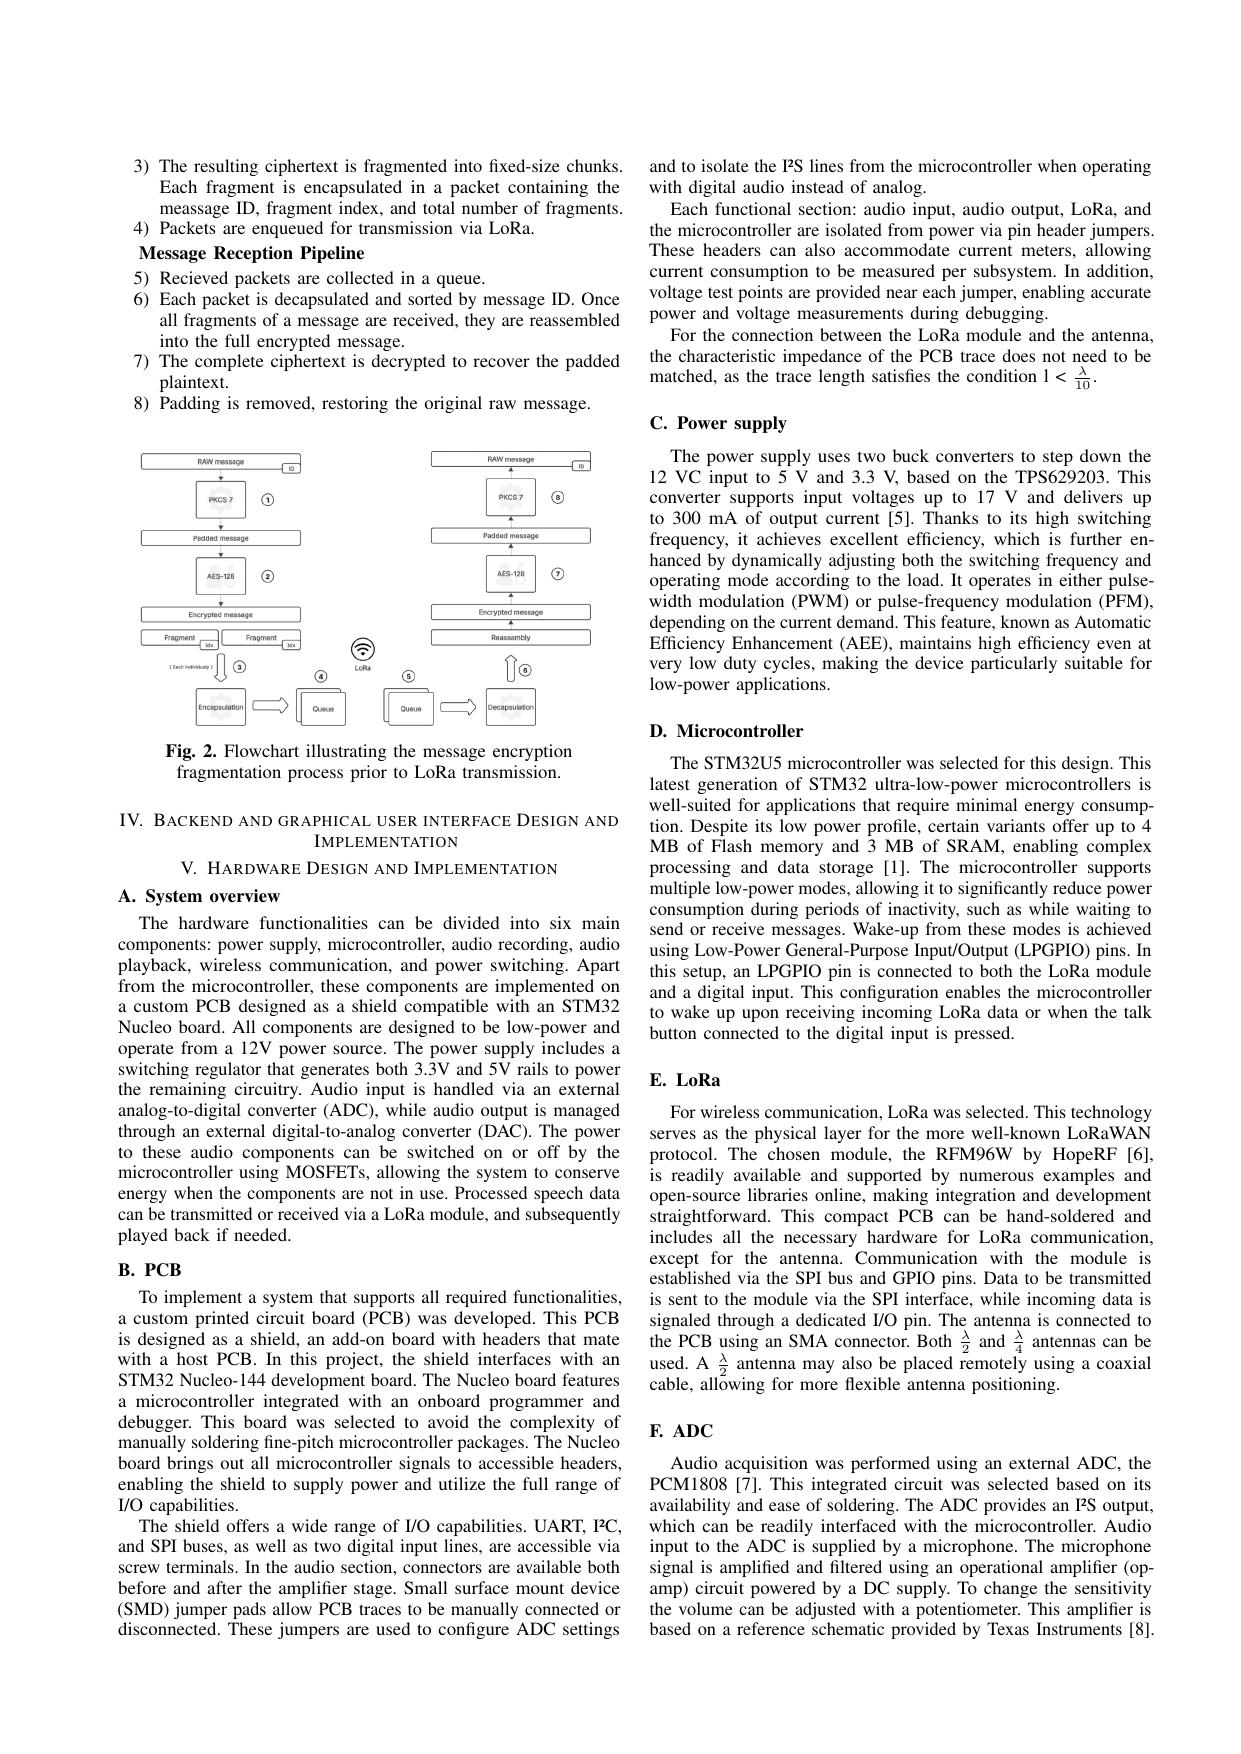 3) The resulting ciphertext is fragmented into fixed-size chunks.
Each fragment is encapsulated in a packet containing the
meassage ID, fragment index, and total number of fragments.
4) Packets are enqueued for transmission via LoRa.
Message Reception Pipeline
5) Recieved packets are collected in a queue.
6) Each packet is decapsulated and sorted by message ID. Once
all fragments of a message are received, they are reassembled
into the full encrypted message.
7) The complete ciphertext is decrypted to recover the padded
plaintext.
8) Padding is removed, restoring the original raw message.
RAW message
ID
PKCS 7
1
Padded message
AES-128
2
Encrypted message
Fragment
Idx
Fragment
Idx
( Each individually )
3
Encapsulation
4
Queue
LoRa
5
Queue
Decapsulation
6
Reassembly
Encrypted message
AES-128
7
Padded message
PKCS 7
8
RAW message
ID
Fig. 2. Flowchart illustrating the message encryption
fragmentation process prior to LoRa transmission.
IV. BACKEND AND GRAPHICAL USER INTERFACE DESIGN AND
IMPLEMENTATION
V. HARDWARE DESIGN AND IMPLEMENTATION
A. System overview
The hardware functionalities can be divided into six main
components: power supply, microcontroller, audio recording, audio
playback, wireless communication, and power switching. Apart
from the microcontroller, these components are implemented on
a custom PCB designed as a shield compatible with an STM32
Nucleo board. All components are designed to be low-power and
operate from a 12V power source. The power supply includes a
switching regulator that generates both 3.3V and 5V rails to power
the remaining circuitry. Audio input is handled via an external
analog-to-digital converter (ADC), while audio output is managed
through an external digital-to-analog converter (DAC). The power
to these audio components can be switched on or off by the
microcontroller using MOSFETs, allowing the system to conserve
energy when the components are not in use. Processed speech data
can be transmitted or received via a LoRa module, and subsequently
played back if needed.
B. PCB
To implement a system that supports all required functionalities,
a custom printed circuit board (PCB) was developed. This PCB
is designed as a shield, an add-on board with headers that mate
with a host PCB. In this project, the shield interfaces with an
STM32 Nucleo-144 development board. The Nucleo board features
a microcontroller integrated with an onboard programmer and
debugger. This board was selected to avoid the complexity of
manually soldering fine-pitch microcontroller packages. The Nucleo
board brings out all microcontroller signals to accessible headers,
enabling the shield to supply power and utilize the full range of
I/O capabilities.
The shield offers a wide range of I/O capabilities. UART, I²C,
and SPI buses, as well as two digital input lines, are accessible via
screw terminals. In the audio section, connectors are available both
before and after the amplifier stage. Small surface mount device
(SMD) jumper pads allow PCB traces to be manually connected or
disconnected. These jumpers are used to configure ADC settings
and to isolate the I²S lines from the microcontroller when operating
with digital audio instead of analog.
Each functional section: audio input, audio output, LoRa, and
the microcontroller are isolated from power via pin header jumpers.
These headers can also accommodate current meters, allowing
current consumption to be measured per subsystem. In addition,
voltage test points are provided near each jumper, enabling accurate
power and voltage measurements during debugging.
For the connection between the LoRa module and the antenna,
the characteristic impedance of the PCB trace does not need to be
matched, as the trace length satisfies the condition l < λ/10.
C. Power supply
The power supply uses two buck converters to step down the
12 VC input to 5 V and 3.3 V, based on the TPS629203. This
converter supports input voltages up to 17 V and delivers up
to 300 mA of output current [5]. Thanks to its high switching
frequency, it achieves excellent efficiency, which is further en-
hanced by dynamically adjusting both the switching frequency and
operating mode according to the load. It operates in either pulse-
width modulation (PWM) or pulse-frequency modulation (PFM),
depending on the current demand. This feature, known as Automatic
Efficiency Enhancement (AEE), maintains high efficiency even at
very low duty cycles, making the device particularly suitable for
low-power applications.
D. Microcontroller
The STM32U5 microcontroller was selected for this design. This
latest generation of STM32 ultra-low-power microcontrollers is
well-suited for applications that require minimal energy consump-
tion. Despite its low power profile, certain variants offer up to 4
MB of Flash memory and 3 MB of SRAM, enabling complex
processing and data storage [1]. The microcontroller supports
multiple low-power modes, allowing it to significantly reduce power
consumption during periods of inactivity, such as while waiting to
send or receive messages. Wake-up from these modes is achieved
using Low-Power General-Purpose Input/Output (LPGPIO) pins. In
this setup, an LPGPIO pin is connected to both the LoRa module
and a digital input. This configuration enables the microcontroller
to wake up upon receiving incoming LoRa data or when the talk
button connected to the digital input is pressed.
E. LoRa
For wireless communication, LoRa was selected. This technology
serves as the physical layer for the more well-known LoRaWAN
protocol. The chosen module, the RFM96W by HopeRF [6],
is readily available and supported by numerous examples and
open-source libraries online, making integration and development
straightforward. This compact PCB can be hand-soldered and
includes all the necessary hardware for LoRa communication,
except for the antenna. Communication with the module is
established via the SPI bus and GPIO pins. Data to be transmitted
is sent to the module via the SPI interface, while incoming data is
signaled through a dedicated I/O pin. The antenna is connected to
the PCB using an SMA connector. Both λ/2 and λ/4 antennas can be
used. A λ/2 antenna may also be placed remotely using a coaxial
cable, allowing for more flexible antenna positioning.
F. ADC
Audio acquisition was performed using an external ADC, the
PCM1808 [7]. This integrated circuit was selected based on its
availability and ease of soldering. The ADC provides an I²S output,
which can be readily interfaced with the microcontroller. Audio
input to the ADC is supplied by a microphone. The microphone
signal is amplified and filtered using an operational amplifier (op-
amp) circuit powered by a DC supply. To change the sensitivity
the volume can be adjusted with a potentiometer. This amplifier is
based on a reference schematic provided by Texas Instruments [8].